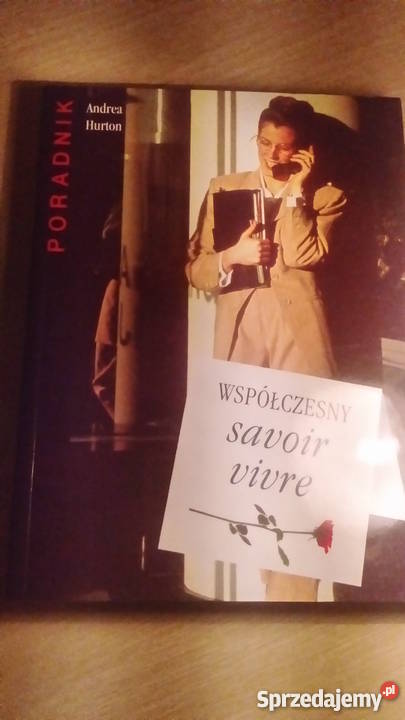 PORADNIK
Andrea
Hurton
WSPÓŁCZESNY
savoir
vivre
Sprzedajemy.pl